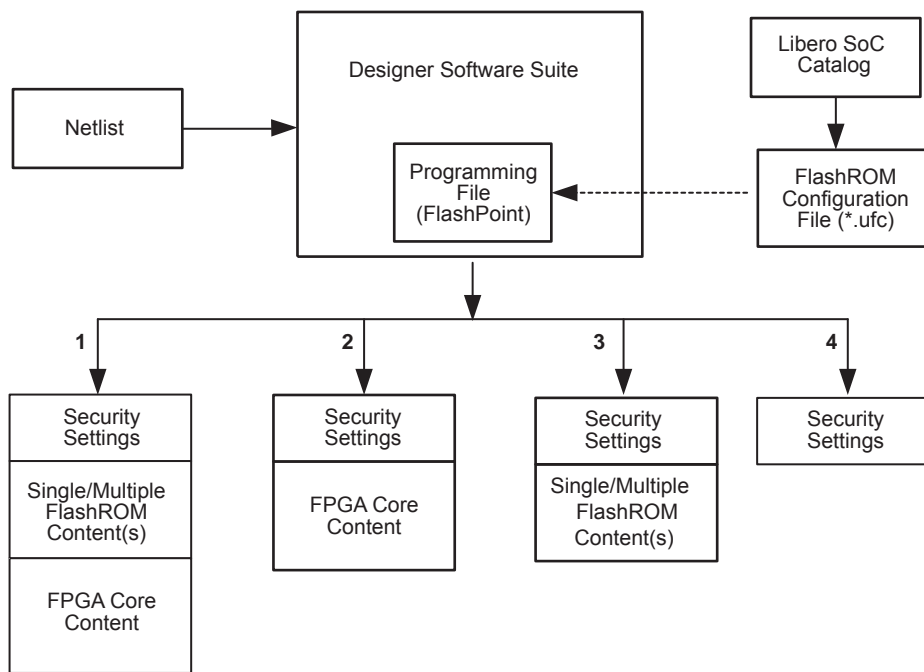 Libero SoC
Catalog
Designer Software Suite
Netlist
Programming
File
(FlashPoint)
FlashROM
Configuration
File (*.ufc)
1
2
3
4
Security
Settings
Single/Multiple
FlashROM
Content(s)
FPGA Core
Content
Security
Settings
FPGA Core
Content
Security
Settings
Single/Multiple
FlashROM
Content(s)
Security
Settings